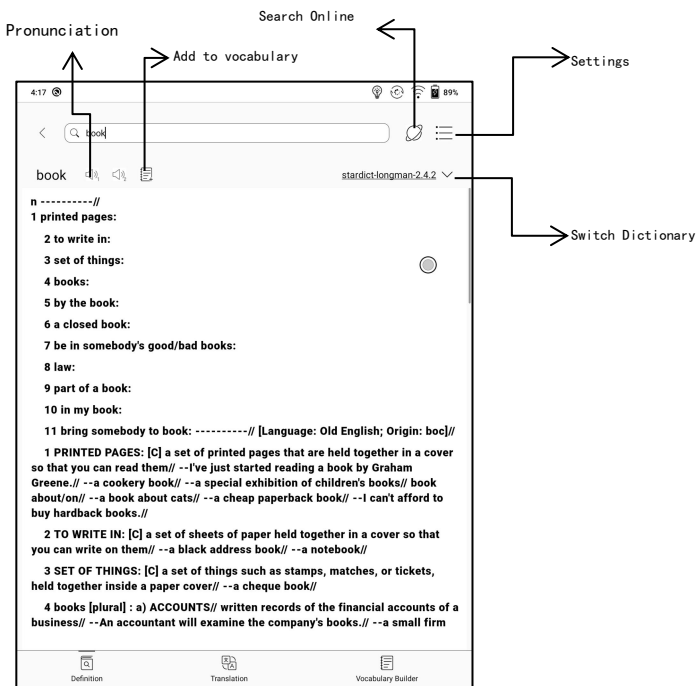 Search Online
Pronunciation
Add to vocabulary
Settings
4:17
89%
book
book
stardict-longman-2.4.2
Switch Dictionary
n ----------//
1 printed pages:
2 to write in:
3 set of things:
4 books:
5 by the book:
6 a closed book:
7 be in somebody's good/bad books:
8 law:
9 part of a book:
10 in my book:
11 bring somebody to book: ----------// [Language: Old English; Origin: boc]//
1 PRINTED PAGES: [C] a set of printed pages that are held together in a cover
so that you can read them// --I've just started reading a book by Graham
Greene.// --a cookery book// --a special exhibition of children's books// book
about/on// --a book about cats// --a cheap paperback book// --I can't afford to
buy hardback books.//
2 TO WRITE IN: [C] a set of sheets of paper held together in a cover so that
you can write on them// --a black address book// --a notebook//
3 SET OF THINGS: [C] a set of things such as stamps, matches, or tickets,
held together inside a paper cover// --a cheque book//
4 books [plural] : a) ACCOUNTS// written records of the financial accounts of a
business// --An accountant will examine the company's books.// --a small firm
Definition
Translation
Vocabulary Builder